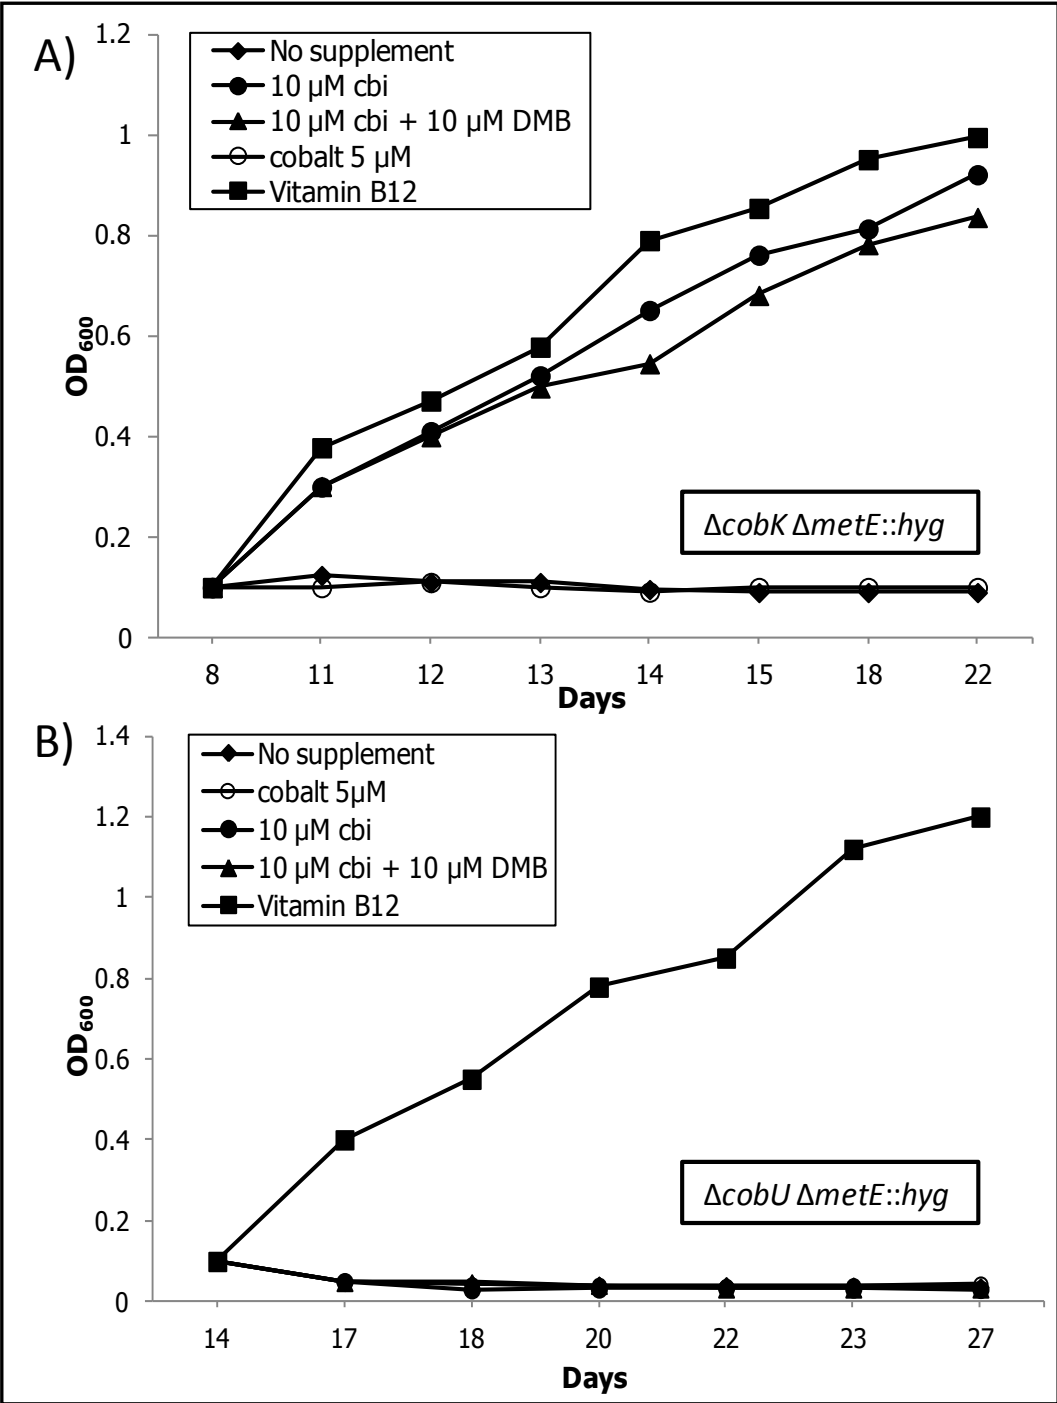 A)
1.2
1
0.8
0.6
0.4
0.2
0
OD600
No supplement
10 µM cbi
10 µM cbi + 10 µM DMB
cobalt 5 µM
Vitamin B12
ΔcobK ΔmetE::hyg
8 11 12 13 14 15 18 22
Days
B)
1.4
1.2
1
0.8
0.6
0.4
0.2
0
OD600
No supplement
cobalt 5µM
10 µM cbi
10 µM cbi + 10 µM DMB
Vitamin B12
ΔcobU ΔmetE::hyg
14 17 18 20 22 23 27
Days